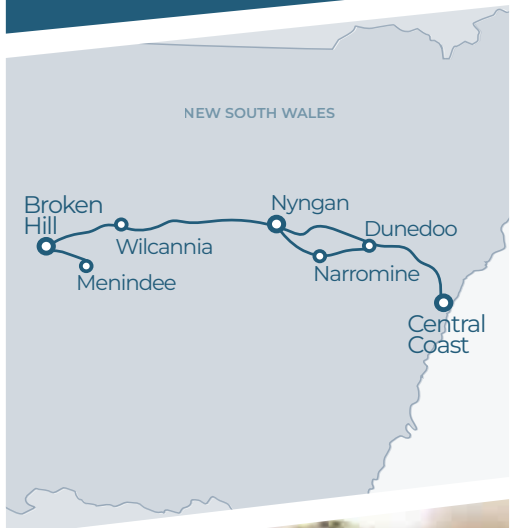 NEW SOUTH WALES
Broken
Hill
Nyngan
Dunedoo
Wilcannia
Narromine
Menindee
Central
Coast